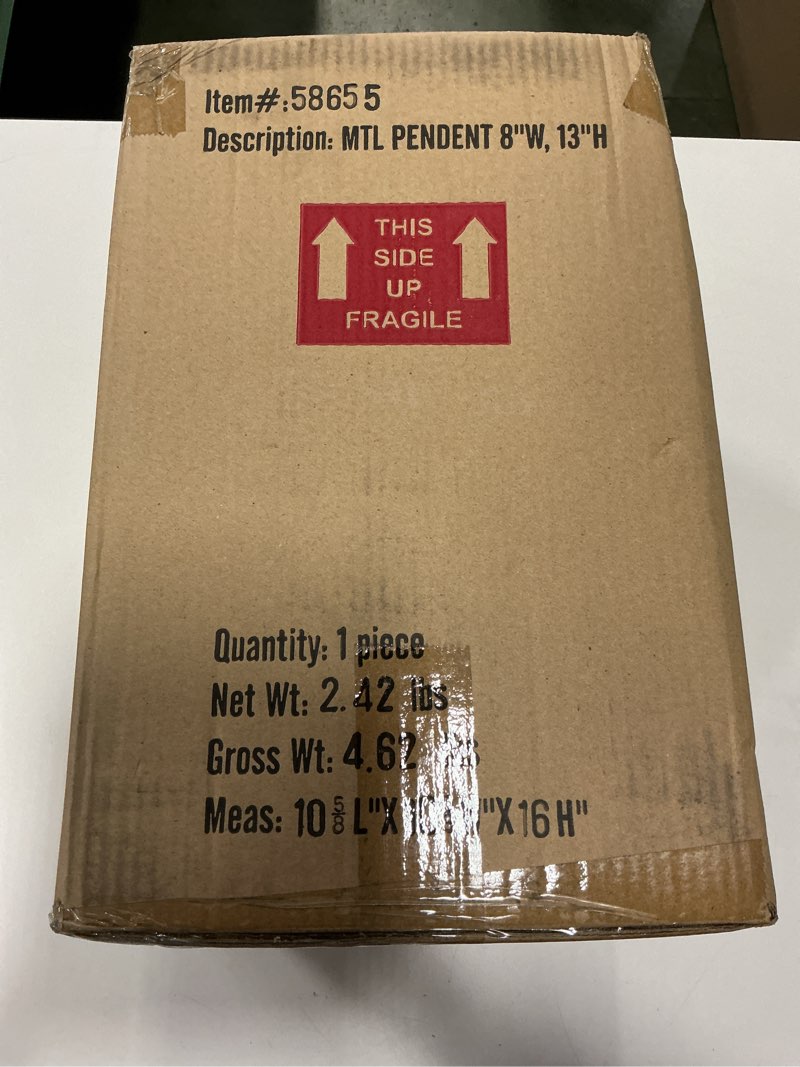 Item#:58655
Description: MTL PENDENT 8"W, 13"H
THIS
SIDE
UP
FRAGILE
Quantity: 1 piece
Net Wt: 2.42 lbs
Gross Wt: 4.62
Meas: 10 5/8 L"X "X 16 H"